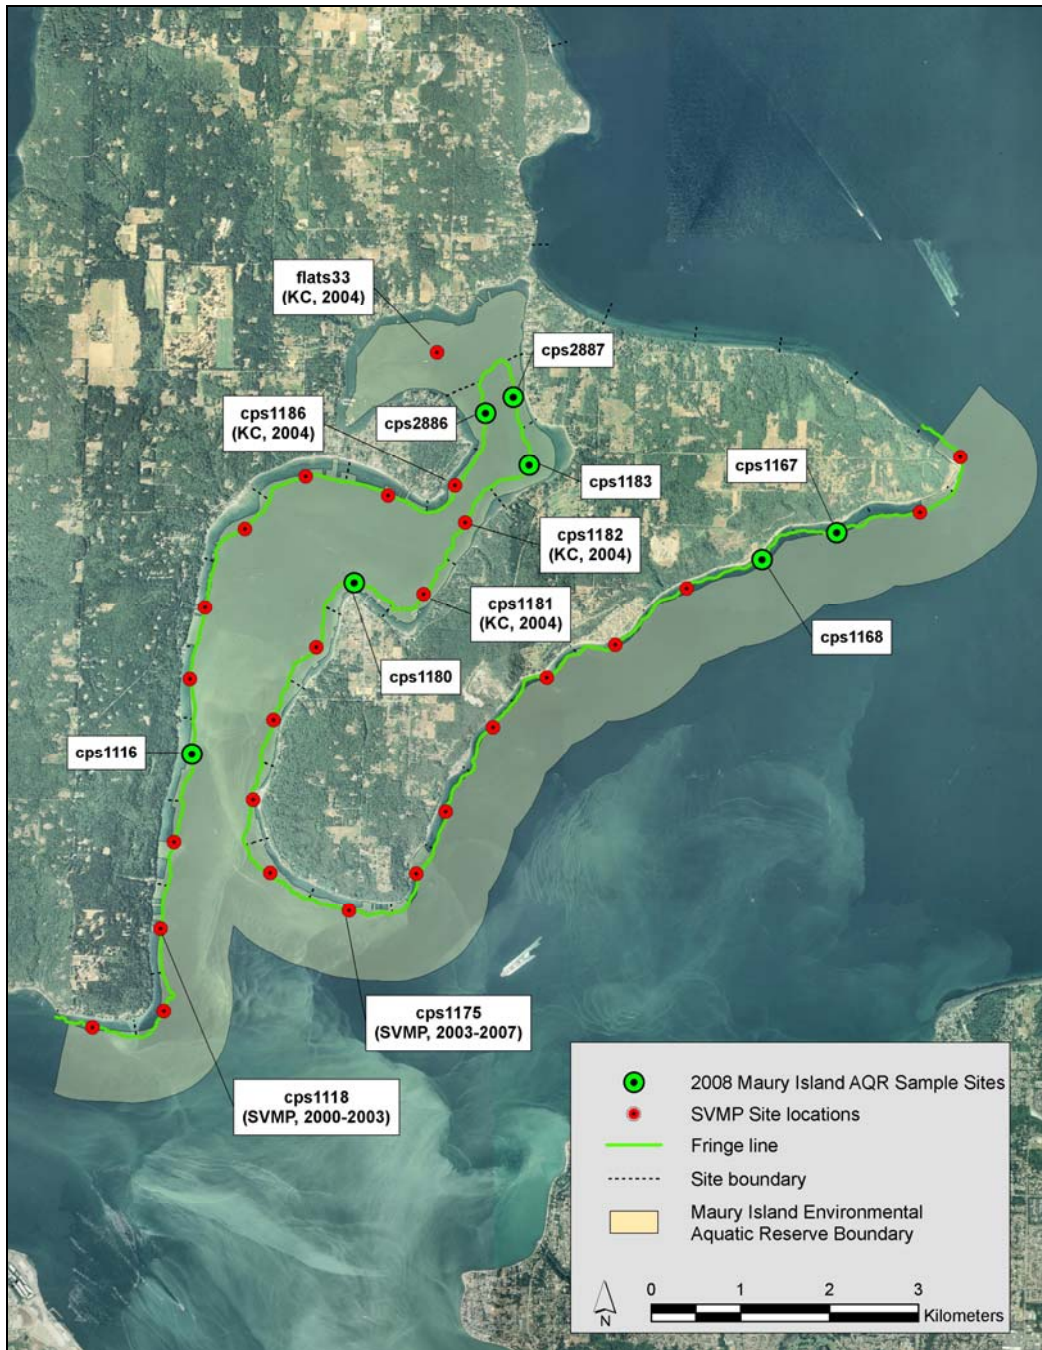 flats33
(KC, 2004)
cps2887
cps1186
(KC, 2004)
cps2886
cps1167
cps1183
cps1182
(KC, 2004)
cps1181
(KC, 2004)
cps1168
cps1180
cps1116
cps1175
(SVMP, 2003-2007)
cps1118
(SVMP, 2000-2003)
2008 Maury Island AQR Sample Sites
SVMP Site locations
Fringe line
Site boundary
Maury Island Environmental
Aquatic Reserve Boundary
N
0 1 2 3
Kilometers